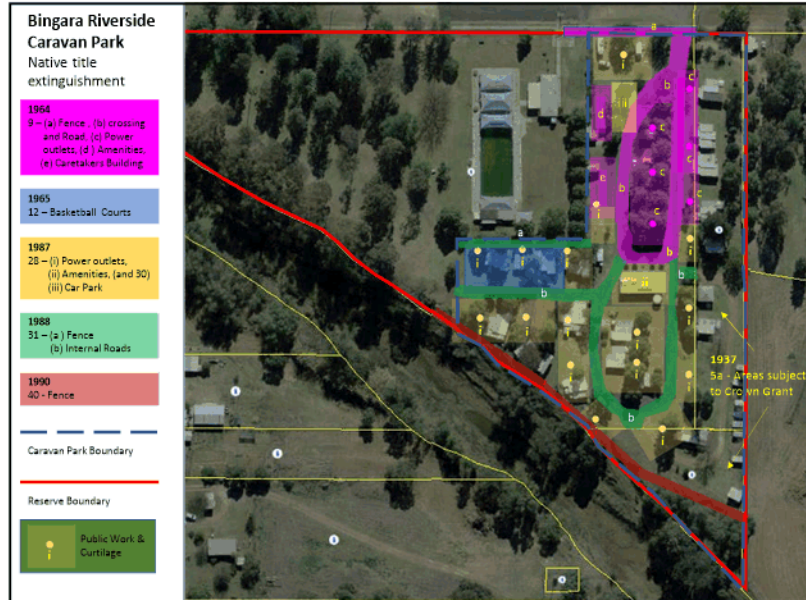 Bingara Riverside
Caravan Park
Native title
extinguishment
1964
9 – (a) Fence , (b) crossing
and Road, (c) Power
outlets, (d ) Amenities,
(e) Caretakers Building
1965
12 – Basketball Courts
1987
28 – (i) Power outlets,
(ii) Amenities, (and 30)
(iii) Car Park
1988
31 – (a ) Fence
(b) Internal Roads
1990
40 - Fence
Caravan Park Boundary
Reserve Boundary
Public Work &
Curtilage
i
a
i
b
c
iii
d
c
c
c
c
b
e
c
c
i
a
b
i
i
i
i
b
ii
b
i
i
i
i
i
i
i
i
i
b
i
1937
5a - Areas subject
to Crown Grant